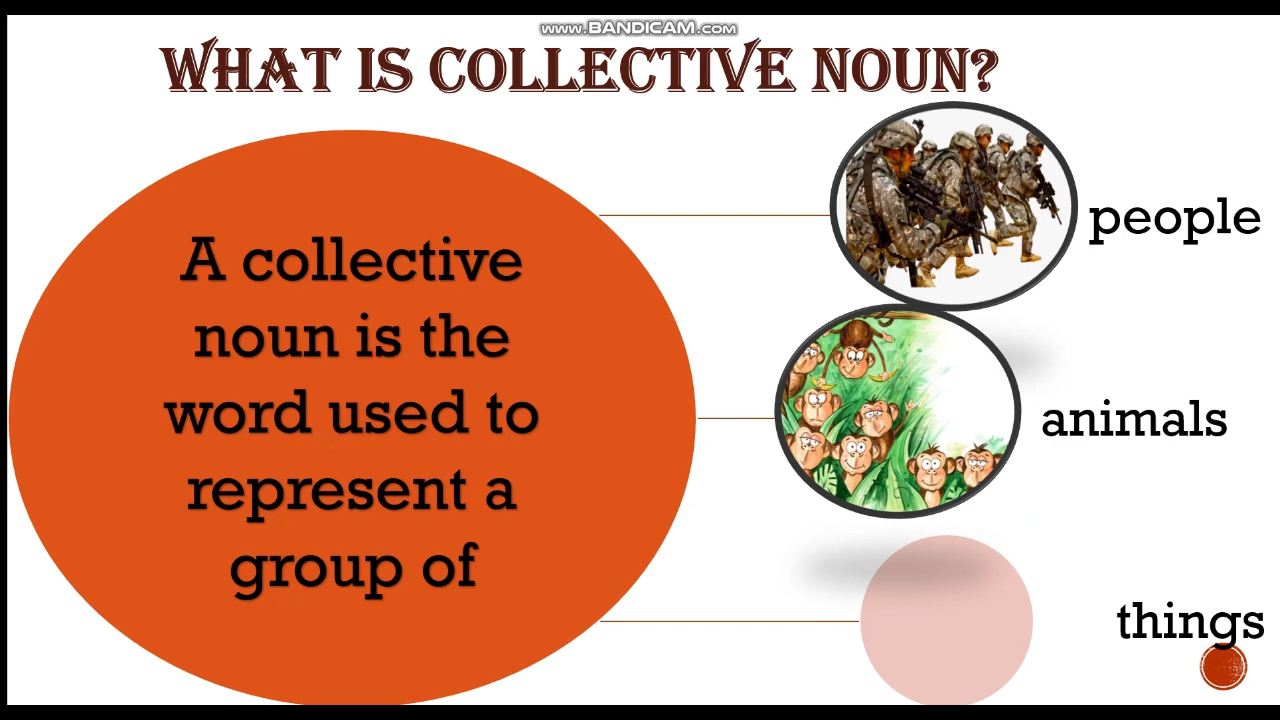 www.BANDICAM.com
WHAT IS COLLECTIVE NOUN?
A collective
noun is the
word used to
represent a
group of
people
animals
things